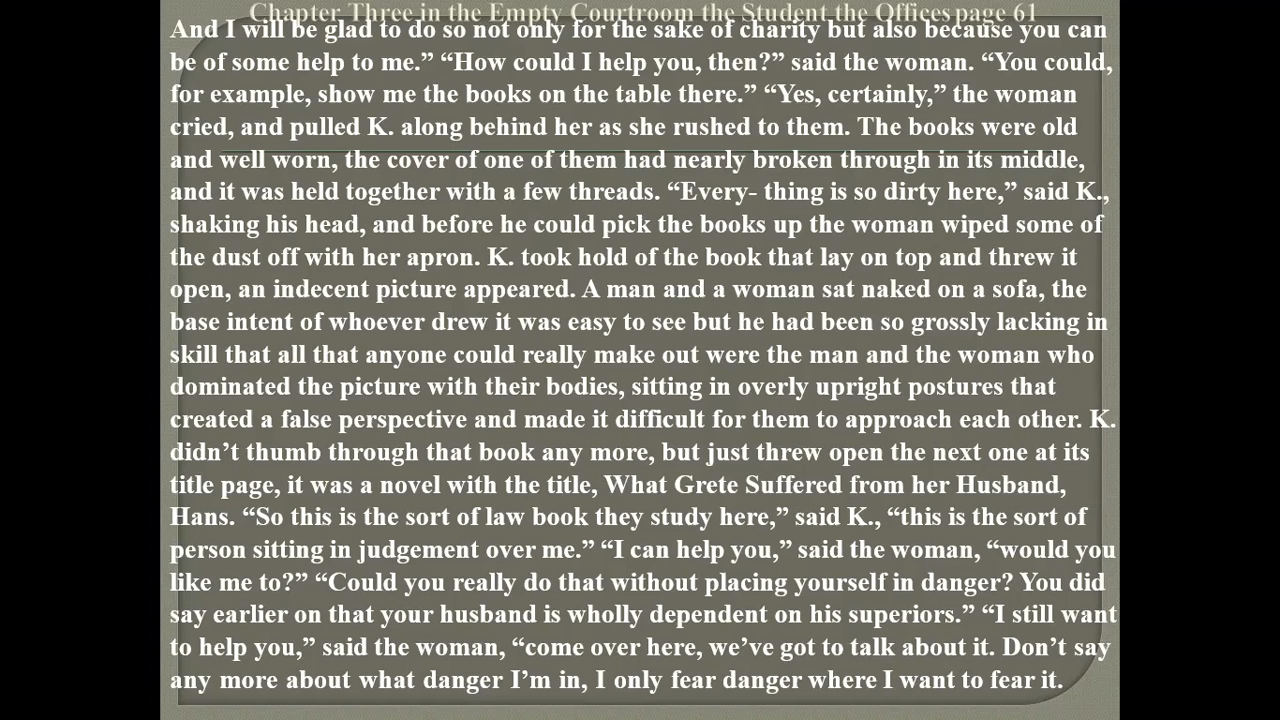 Chapter Three in the Empty Courtroom the Student the Offices page 61
And I will be glad to do so not only for the sake of charity but also because you can
be of some help to me.” “How could I help you, then?” said the woman. “You could,
for example, show me the books on the table there.” “Yes, certainly,” the woman
cried, and pulled K. along behind her as she rushed to them. The books were old
and well worn, the cover of one of them had nearly broken through in its middle,
and it was held together with a few threads. “Every- thing is so dirty here,” said K.,
shaking his head, and before he could pick the books up the woman wiped some of
the dust off with her apron. K. took hold of the book that lay on top and threw it
open, an indecent picture appeared. A man and a woman sat naked on a sofa, the
base intent of whoever drew it was easy to see but he had been so grossly lacking in
skill that all that anyone could really make out were the man and the woman who
dominated the picture with their bodies, sitting in overly upright postures that
created a false perspective and made it difficult for them to approach each other. K.
didn’t thumb through that book any more, but just threw open the next one at its
title page, it was a novel with the title, What Grete Suffered from her Husband,
Hans. “So this is the sort of law book they study here,” said K., “this is the sort of
person sitting in judgement over me.” “I can help you,” said the woman, “would you
like me to?” “Could you really do that without placing yourself in danger? You did
say earlier on that your husband is wholly dependent on his superiors.” “I still want
to help you,” said the woman, “come over here, we’ve got to talk about it. Don’t say
any more about what danger I’m in, I only fear danger where I want to fear it.